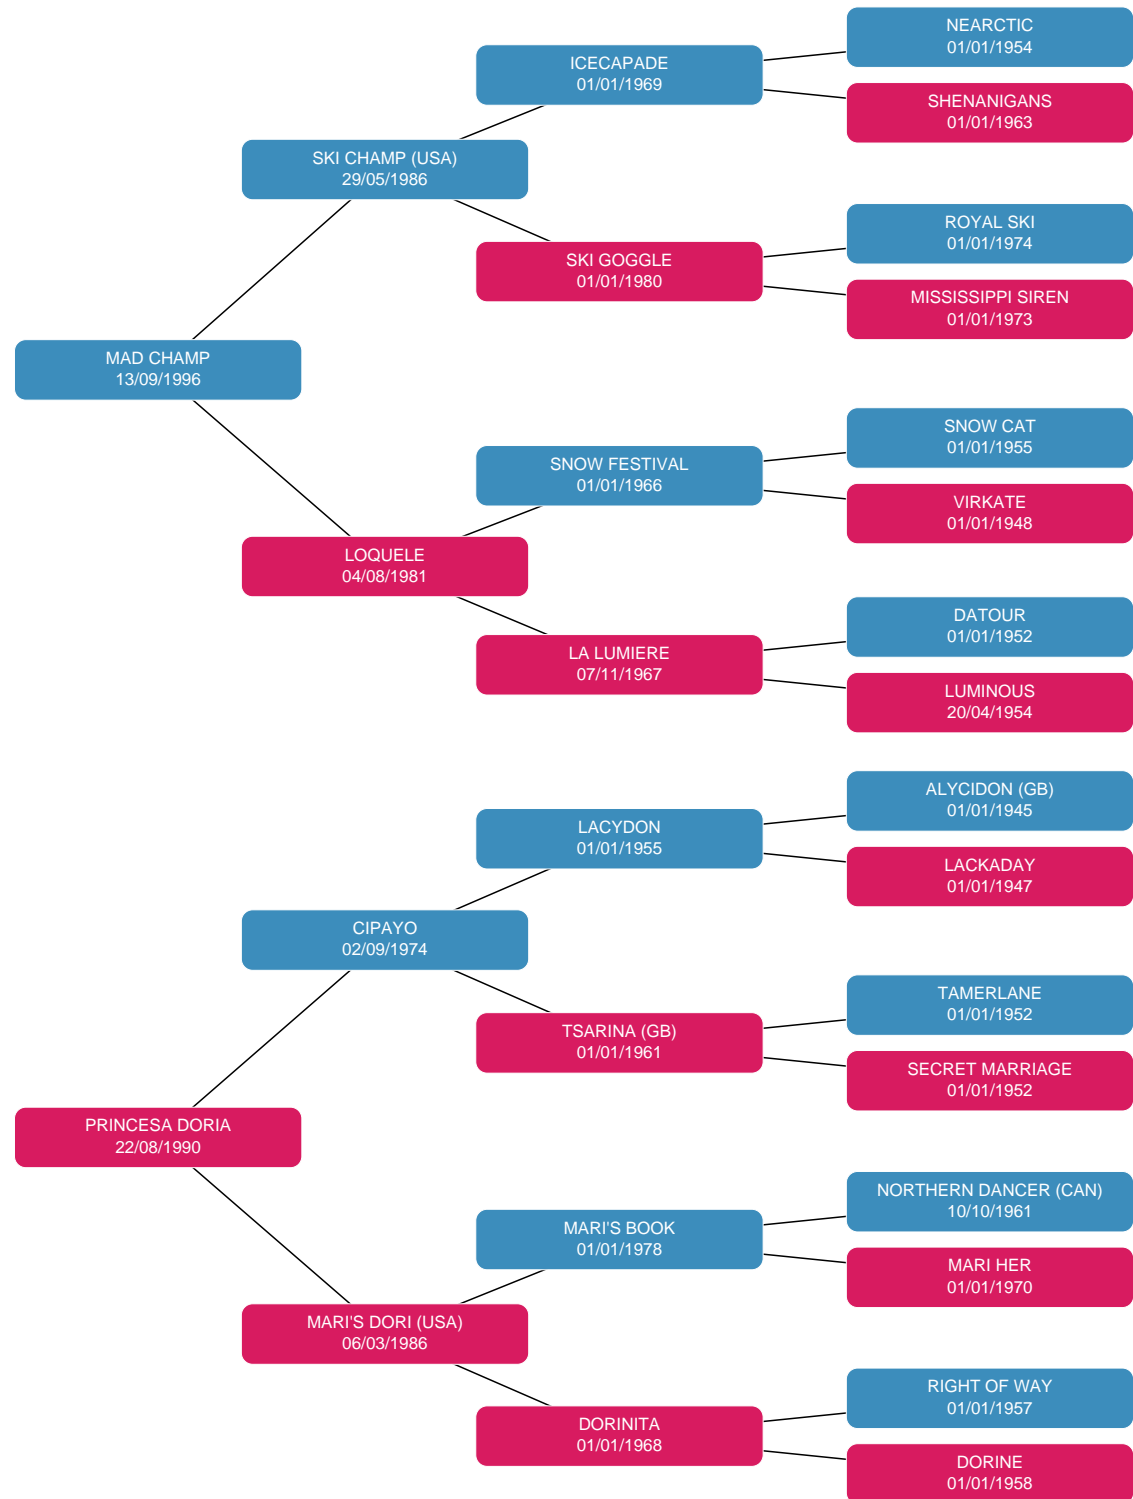 NEARCTIC
01/01/1954
ICECAPADE
01/01/1969
SHENANIGANS
01/01/1963
SKI CHAMP (USA)
29/05/1986
ROYAL SKI
01/01/1974
SKI GOGGLE
01/01/1980
MISSISSIPPI SIREN
01/01/1973
MAD CHAMP
13/09/1996
SNOW CAT
01/01/1955
SNOW FESTIVAL
01/01/1966
VIRKATE
01/01/1948
LOQUELE
04/08/1981
DATOUR
01/01/1952
LA LUMIERE
07/11/1967
LUMINOUS
20/04/1954
ALYCIDON (GB)
01/01/1945
LACYDON
01/01/1955
LACKADAY
01/01/1947
CIPAYO
02/09/1974
TAMERLANE
01/01/1952
TSARINA (GB)
01/01/1961
SECRET MARRIAGE
01/01/1952
PRINCESA DORIA
22/08/1990
NORTHERN DANCER (CAN)
10/10/1961
MARI'S BOOK
01/01/1978
MARI HER
01/01/1970
MARI'S DORI (USA)
06/03/1986
RIGHT OF WAY
01/01/1957
DORINITA
01/01/1968
DORINE
01/01/1958